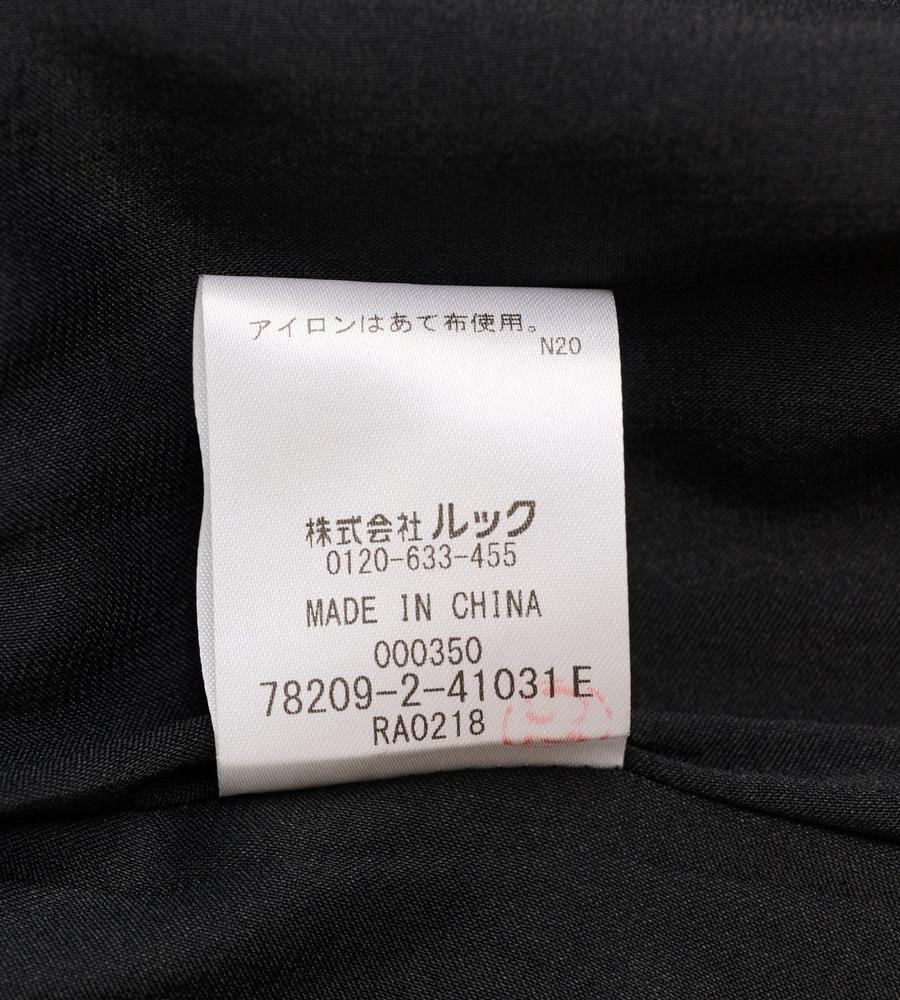 アイロンはあて布使用。
N20
株式会社ルック
0120-633-455
MADE IN CHINA
000350
78209-2-41031E
RA0218